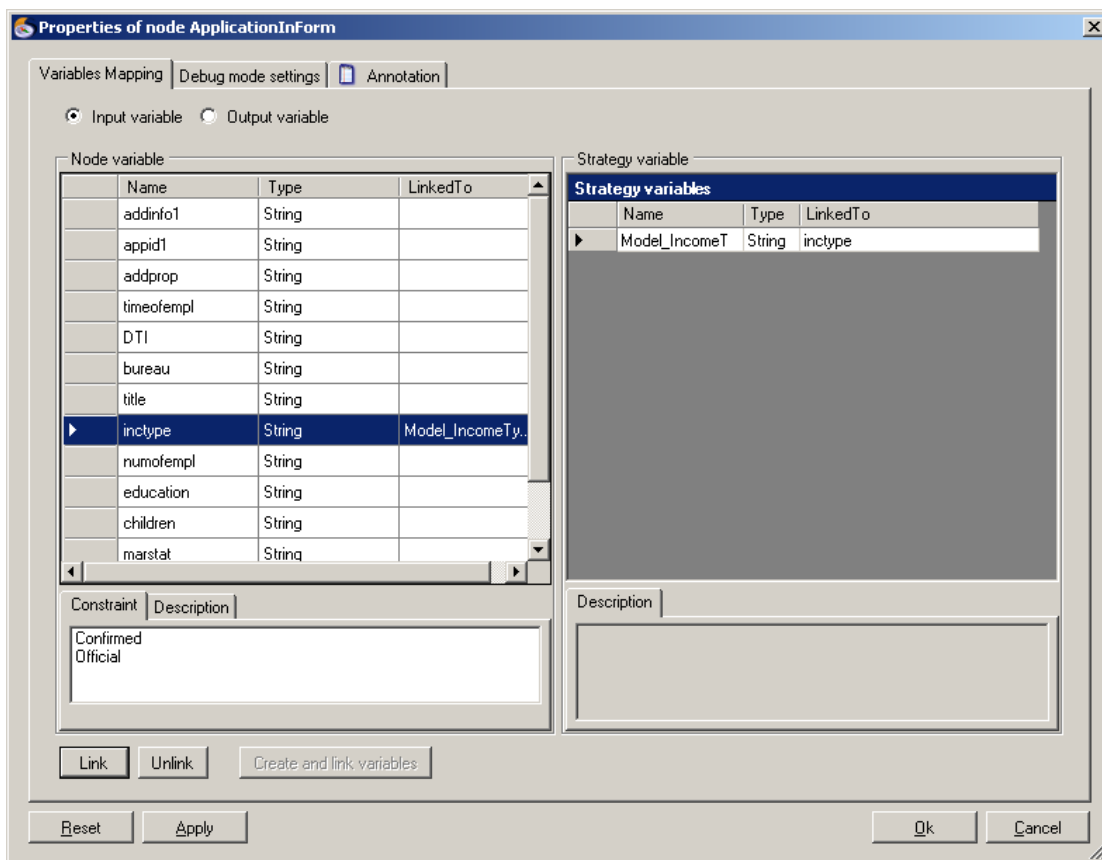 Properties of node ApplicationInForm
Variables Mapping Debug mode settings Annotation
Input variable Output variable
Node variable
Name Type LinkedTo
addinfo1 String
appid1 String
addprop String
timeofempl String
DTI String
bureau String
title String
inctype String Model_IncomeTy..
numofempl String
education String
children String
marstat String
Constraint Description
Confirmed
Official
Strategy variable
Strategy variables
Name Type LinkedTo
Model_IncomeT String inctype
Description
Link Unlink Create and link variables
Reset Apply Ok Cancel